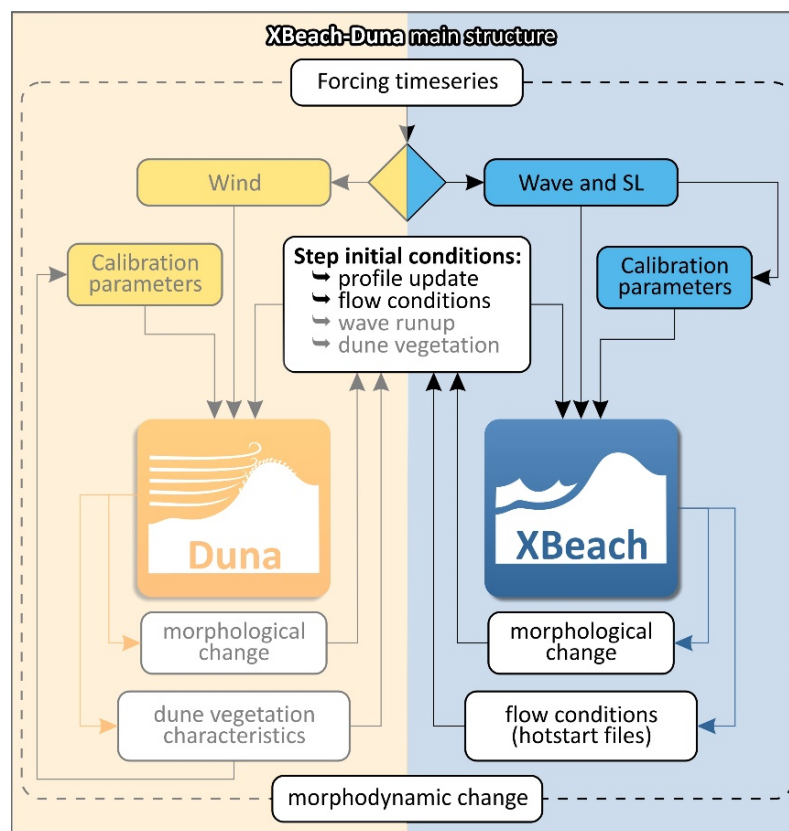 XBeach-Duna main structure
Forcing timeseries
Wind
Wave and SL
Calibration
parameters
Step initial conditions:
profile update
flow conditions
wave runup
dune vegetation
Calibration
parameters
Duna
XBeach
morphological
change
morphological
change
dune vegetation
characteristics
flow conditions
(hotstart files)
morphodynamic change